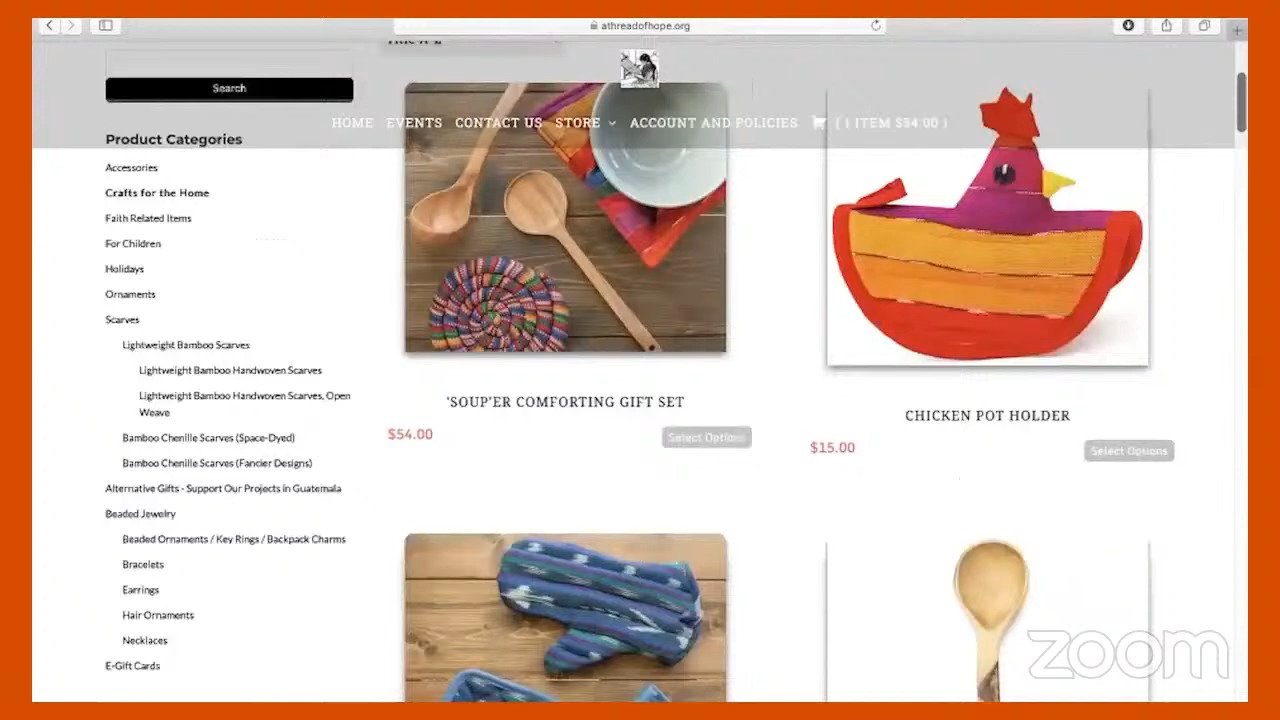 athreadofhope.org
Search
HOME EVENTS CONTACT US STORE ACCOUNT AND POLICIES ( 1 ITEM $54.00 )
Product Categories
Accessories
Crafts for the Home
Faith Related Items
For Children
Holidays
Ornaments
Scarves
Lightweight Bamboo Scarves
Lightweight Bamboo Handwoven Scarves
Lightweight Bamboo Handwoven Scarves, Open
Weave
Bamboo Chenille Scarves (Space-Dyed)
Bamboo Chenille Scarves (Fancier Designs)
Alternative Gifts - Support Our Projects in Guatemala
Beaded Jewelry
Beaded Ornaments / Key Rings / Backpack Charms
Bracelets
Earrings
Hair Ornaments
Necklaces
E-Gift Cards
'SOUP'ER COMFORTING GIFT SET
$54.00
Select Options
CHICKEN POT HOLDER
$15.00
Select Options
zoom